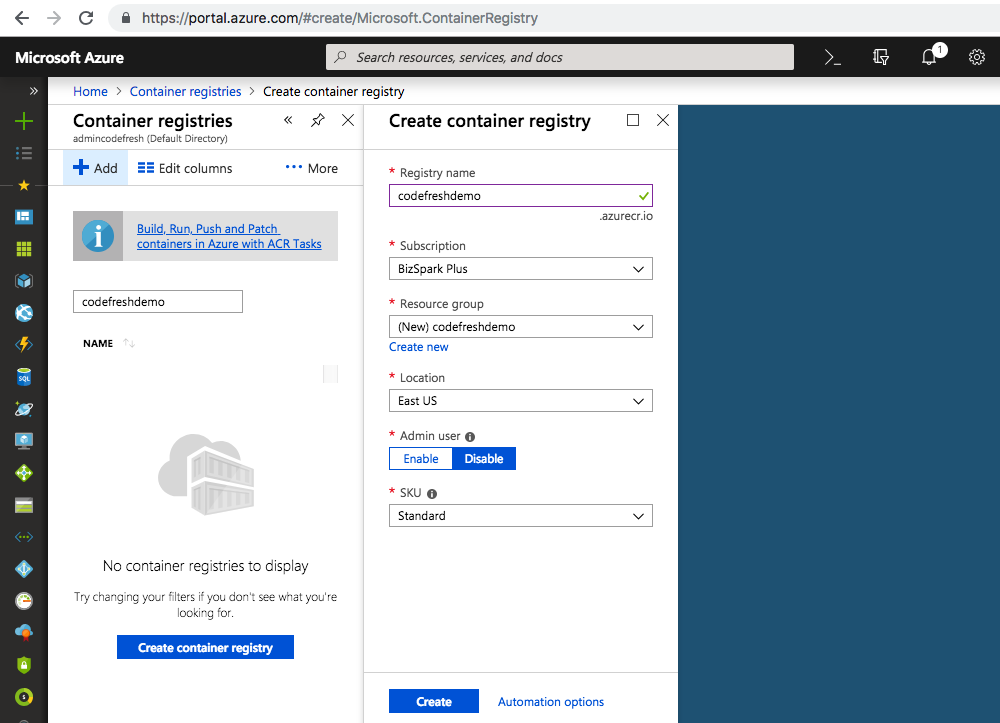 https://portal.azure.com/#create/Microsoft.ContainerRegistry
Microsoft Azure
Search resources, services, and docs
1
Home > Container registries > Create container registry
Container registries
admincodefresh (Default Directory)
Add
Edit columns
More
Build, Run, Push and Patch
containers in Azure with ACR Tasks
codefreshdemo
NAME
No container registries to display
Try changing your filters if you don't see what you're
looking for.
Create container registry
Create container registry
* Registry name
codefreshdemo
.azurecr.io
* Subscription
BizSpark Plus
* Resource group
(New) codefreshdemo
Create new
* Location
East US
* Admin user
Enable Disable
* SKU
Standard
Create
Automation options
SQL